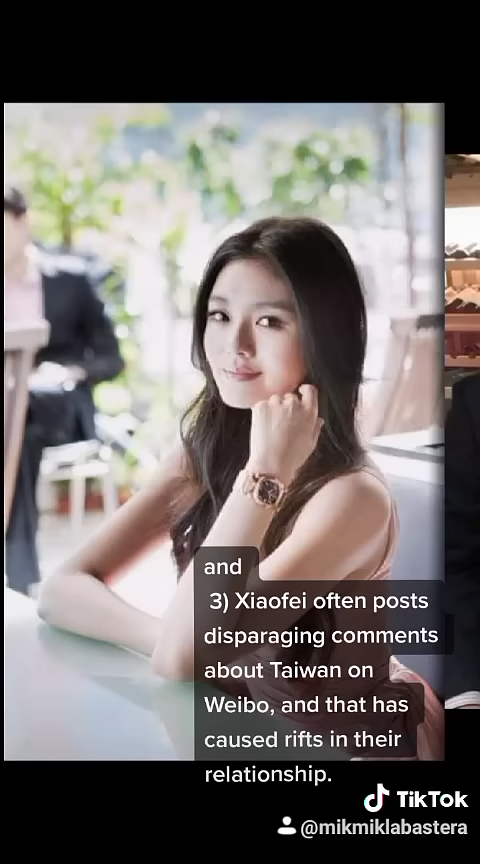 and
3) Xiaofei often posts
disparaging comments
about Taiwan on
Weibo, and that has
caused rifts in their
relationship.
TikTok
@mikmiklabastera